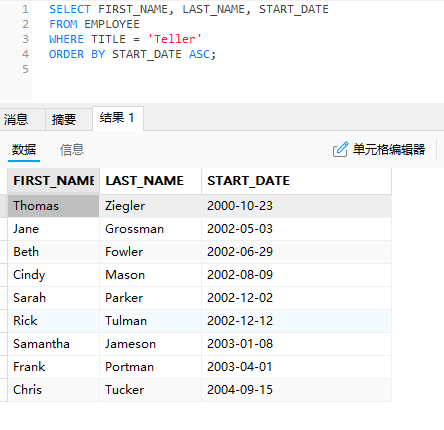 1 SELECT FIRST_NAME, LAST_NAME, START_DATE
2 FROM EMPLOYEE
3 WHERE TITLE = 'Teller'
4 ORDER BY START_DATE ASC;
5
消息 摘要 结果 1
数据 信息 单元格编辑器
FIRST_NAME LAST_NAME START_DATE
Thomas Ziegler 2000-10-23
Jane Grossman 2002-05-03
Beth Fowler 2002-06-29
Cindy Mason 2002-08-09
Sarah Parker 2002-12-02
Rick Tulman 2002-12-12
Samantha Jameson 2003-01-08
Frank Portman 2003-04-01
Chris Tucker 2004-09-15